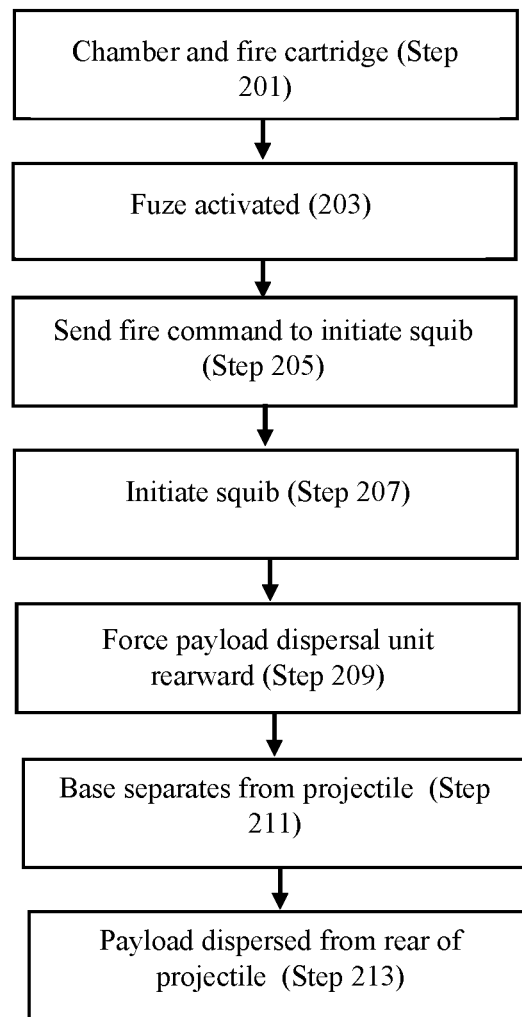 Chamber and fire cartridge (Step
201)
Fuze activated (203)
Send fire command to initiate squib
(Step 205)
Initiate squib (Step 207)
Force payload dispersal unit
rearward (Step 209)
Base separates from projectile  (Step
211)
Payload dispersed from rear of
projectile  (Step 213)